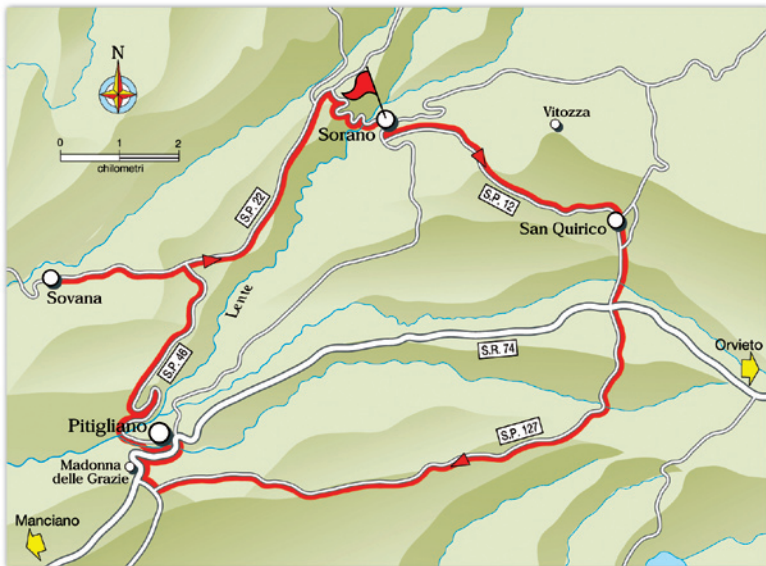 N
0
1
2
chilometri
Sorano
Vitozza
S.P. 22
S.P. 12
San Quirico
Sovana
Lente
S.P. 46
S.R. 74
Orvieto
Pitigliano
S.P. 127
Madonna
delle Grazie
Manciano